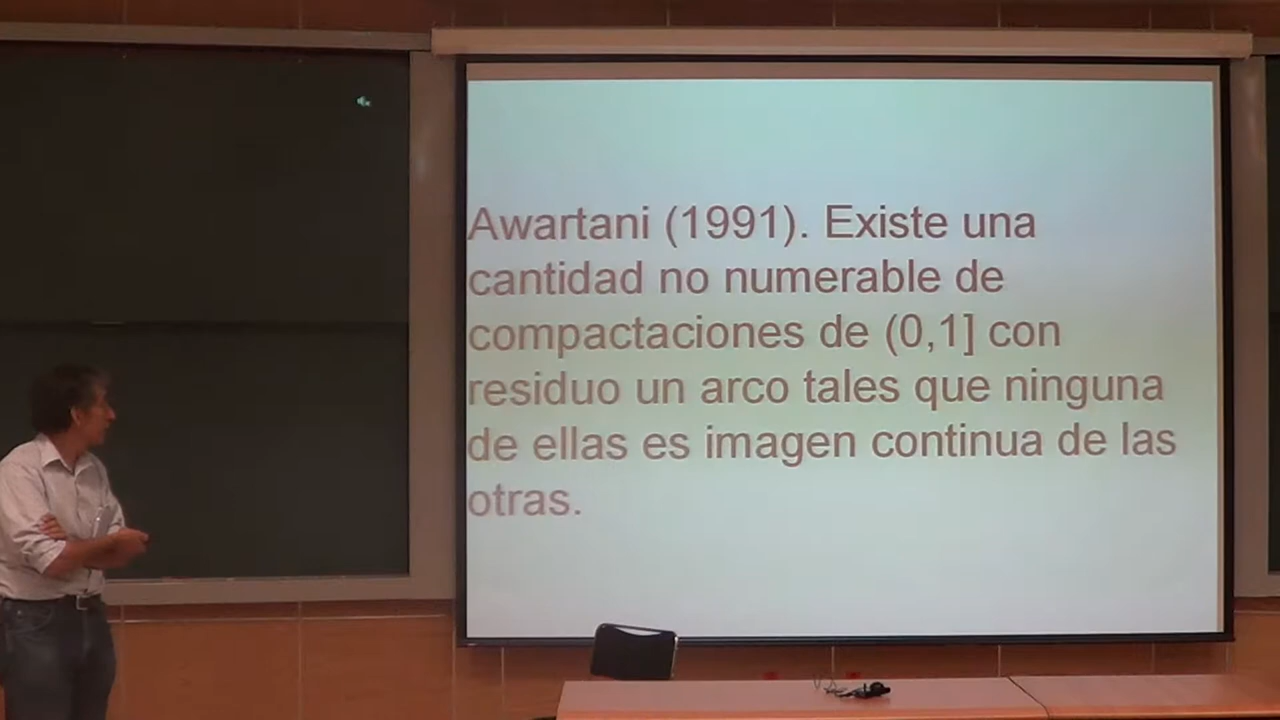 Awartani (1991). Existe una
cantidad no numerable de
compactaciones de (0,1] con
residuo un arco tales que ninguna
de ellas es imagen continua de las
otras.